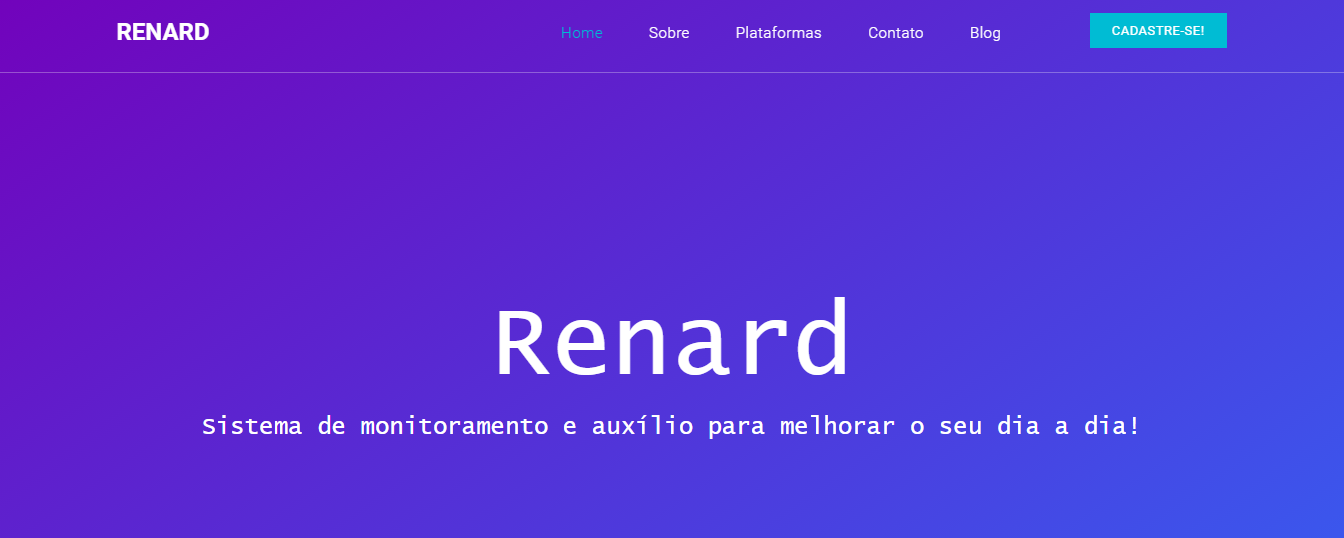 RENARD
Home Sobre Plataformas Contato Blog CADASTRE-SE!
Renard
Sistema de monitoramento e auxílio para melhorar o seu dia a dia!